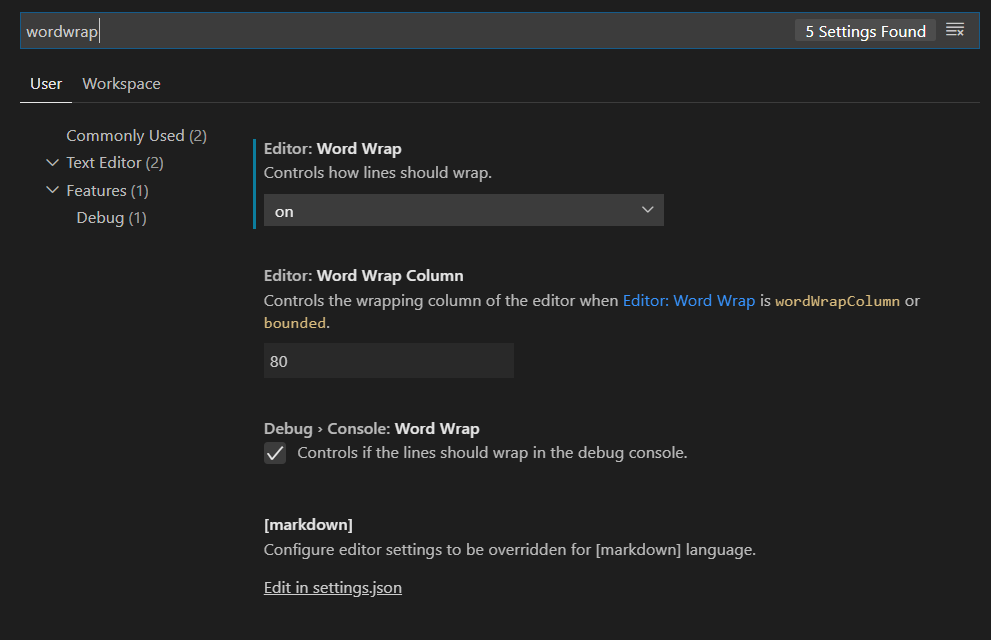 wordwrap
5 Settings Found
User
Workspace
Commonly Used (2)
Text Editor (2)
Features (1)
Debug (1)
Editor: Word Wrap
Controls how lines should wrap.
on
Editor: Word Wrap Column
Controls the wrapping column of the editor when Editor: Word Wrap is wordWrapColumn or
bounded.
80
Debug › Console: Word Wrap
Controls if the lines should wrap in the debug console.
[markdown]
Configure editor settings to be overridden for [markdown] language.
Edit in settings.json